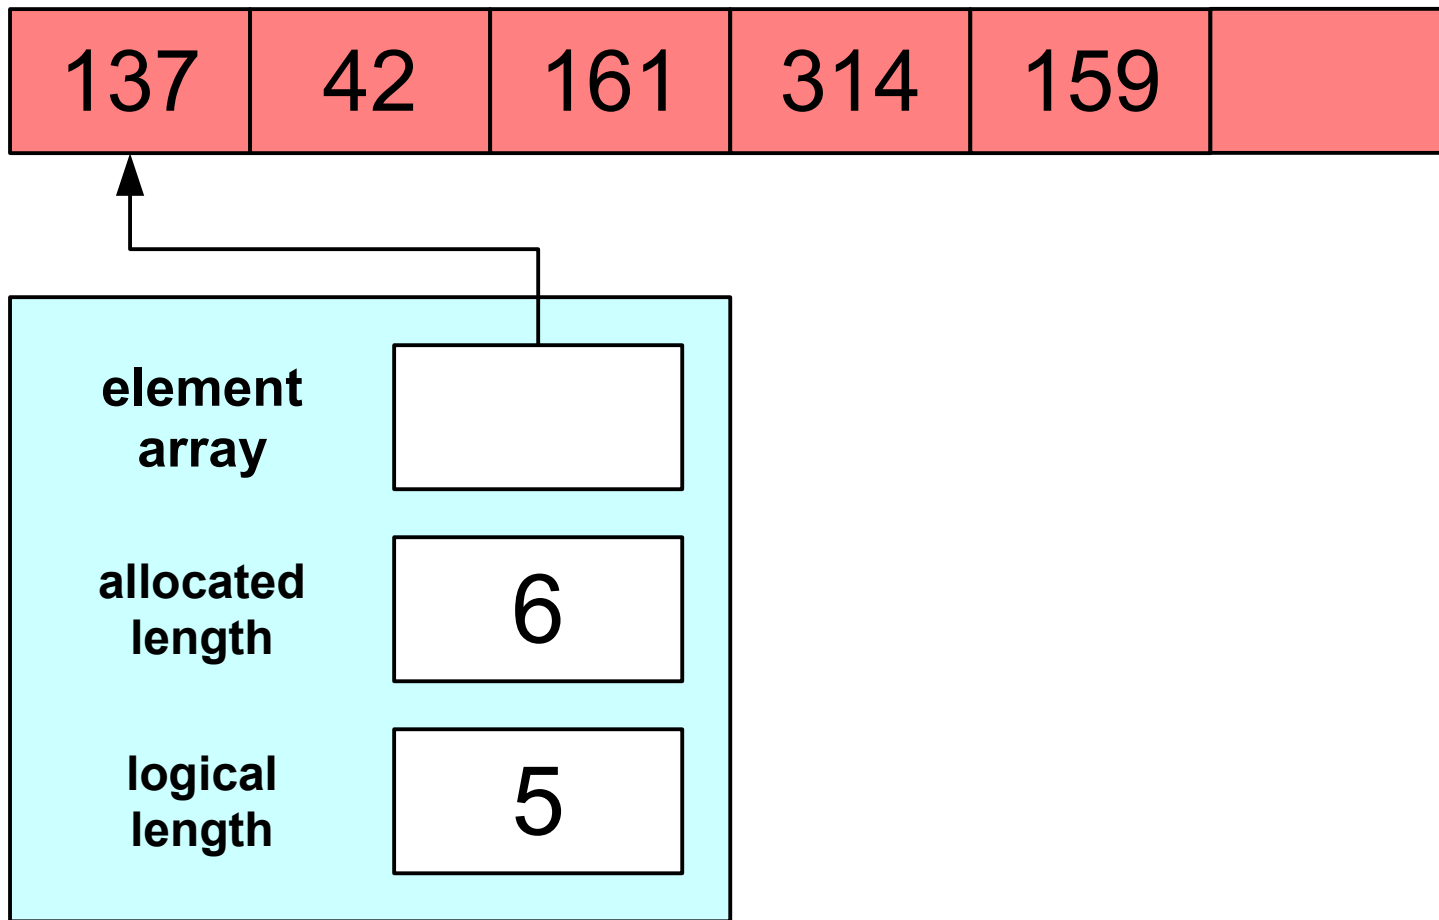 137 42 161 314 159
element
array
allocated
length
6
logical
length
5